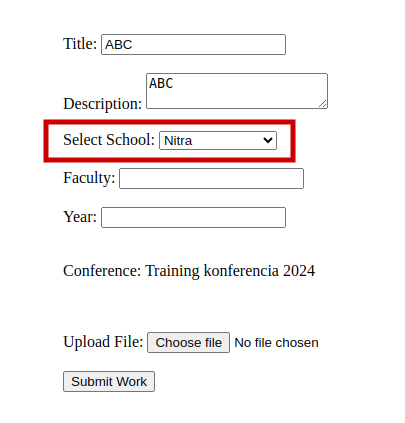 Title: ABC
ABC
Description:
Select School: Nitra
Faculty:
Year:
Conference: Training konferencia 2024
Upload File: Choose file No file chosen
Submit Work